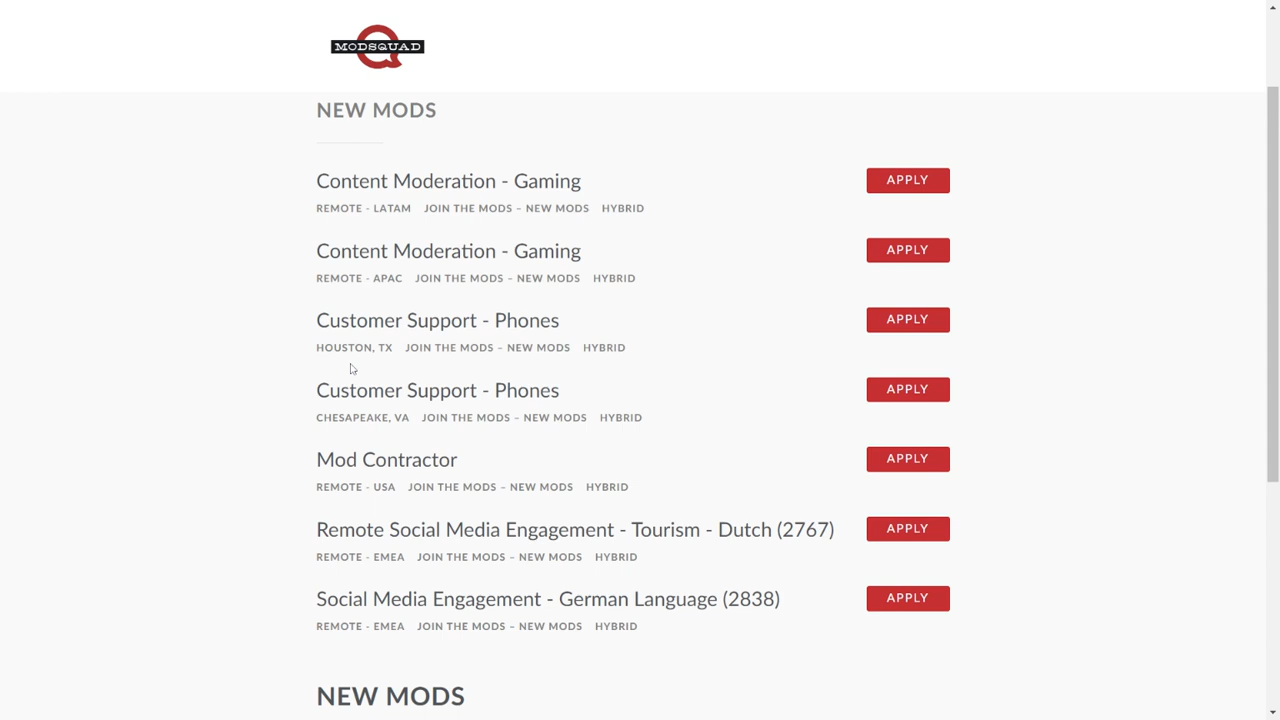 MODSQUAD
NEW MODS
Content Moderation - Gaming
APPLY
REMOTE - LATAM JOIN THE MODS – NEW MODS HYBRID
Content Moderation - Gaming
APPLY
REMOTE - APAC JOIN THE MODS – NEW MODS HYBRID
Customer Support - Phones
APPLY
HOUSTON, TX JOIN THE MODS – NEW MODS HYBRID
Customer Support - Phones
APPLY
CHESAPEAKE, VA JOIN THE MODS – NEW MODS HYBRID
Mod Contractor
APPLY
REMOTE - USA JOIN THE MODS – NEW MODS HYBRID
Remote Social Media Engagement - Tourism - Dutch (2767)
APPLY
REMOTE - EMEA JOIN THE MODS – NEW MODS HYBRID
Social Media Engagement - German Language (2838)
APPLY
REMOTE - EMEA JOIN THE MODS – NEW MODS HYBRID
NEW MODS